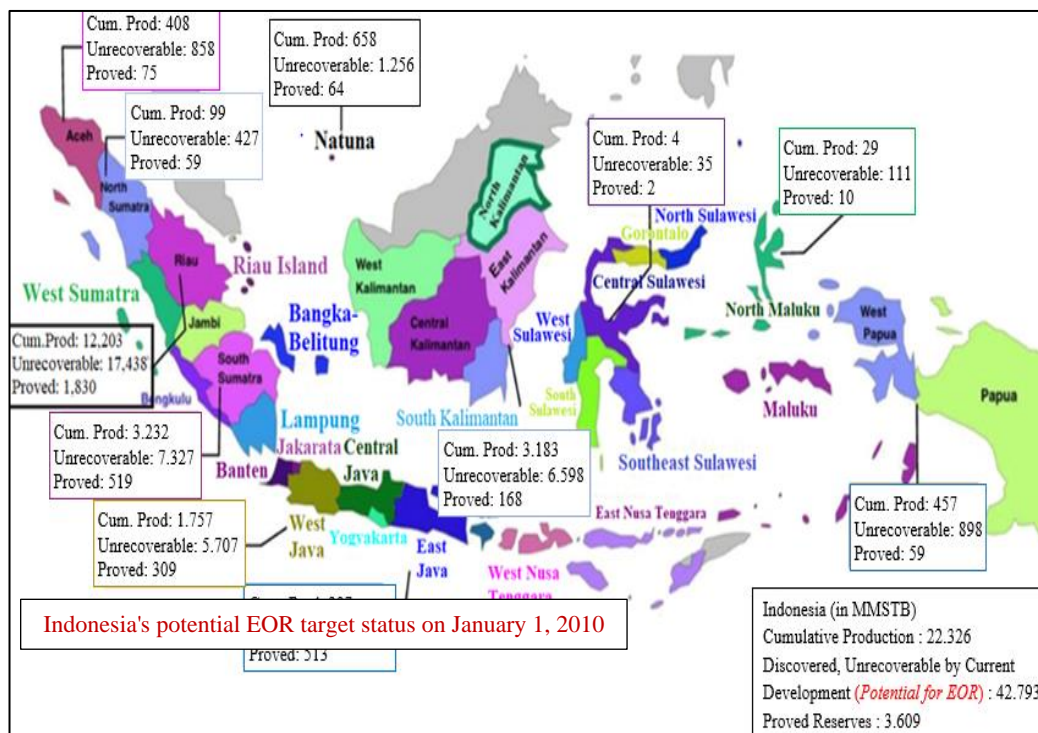 Cum. Prod: 408
Unrecoverable: 858
Proved: 75
Cum. Prod: 658
Unrecoverable: 1.256
Proved: 64
Cum. Prod: 99
Unrecoverable: 427
Proved: 59
Cum. Prod: 4
Unrecoverable: 35
Proved: 2
Cum. Prod: 29
Unrecoverable: 111
Proved: 10
Aceh
Natuna
North
Sumatra
North
Kalimantan
North Sulawesi
Gorontalo
Riau
Riau Island
West
Kalimantan
East
Kalimantan
Central Sulawesi
West Sumatra
Jambi
Bangka-
Belitung
Central
Kalimantan
West
Sulawesi
North Maluku
West
Papua
Cum.Prod: 12,203
Unrecoverable: 17,438
Proved: 1,830
South
Sumatra
Bengkulu
South
Sulawesi
Maluku
Papua
Lampung
South Kalimantan
Cum. Prod: 3.232
Unrecoverable: 7.327
Proved: 519
Jakarata
Banten
Central
Java
Cum. Prod: 3.183
Unrecoverable: 6.598
Proved: 168
Southeast Sulawesi
Cum. Prod: 457
Unrecoverable: 898
Proved: 59
Cum. Prod: 1.757
Unrecoverable: 5.707
Proved: 309
West
Java
Yogyakarta
East
Java
East Nusa Tenggara
West Nusa
Tenggara
Indonesia's potential EOR target status on January 1, 2010
Proved: 513
Indonesia (in MMSTB)
Cumulative Production : 22.326
Discovered, Unrecoverable by Current
Development (Potential for EOR) : 42.793
Proved Reserves : 3.609